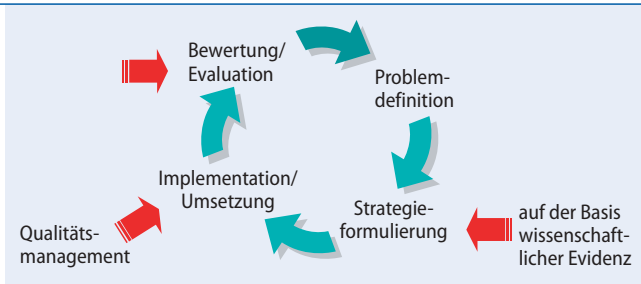 Bewertung/
Evaluation
Problem-
definition
Strategie-
formulierung
auf der Basis
wissenschaft-
licher Evidenz
Implementation/
Umsetzung
Qualitäts-
management